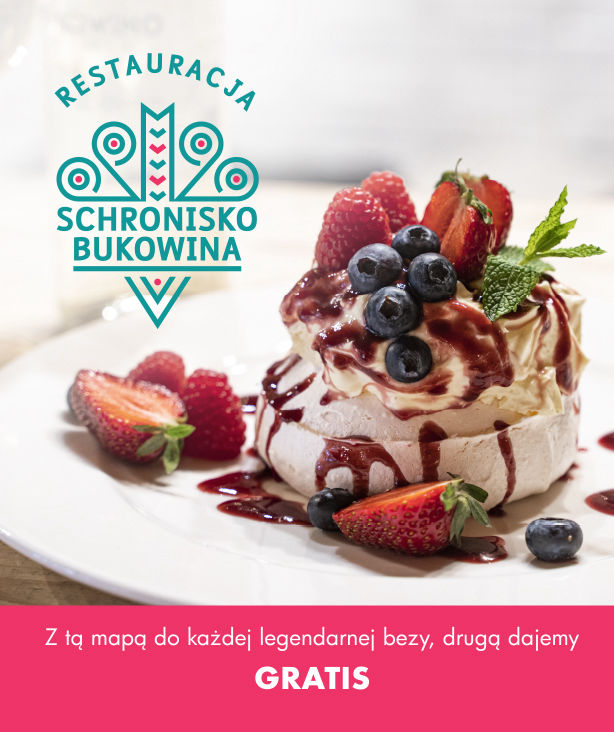 RESTAURACJA
SCHRONISKO
BUKOWINA
Z tą mapą do każdej legendarnej bezy, drugą dajemy
GRATIS